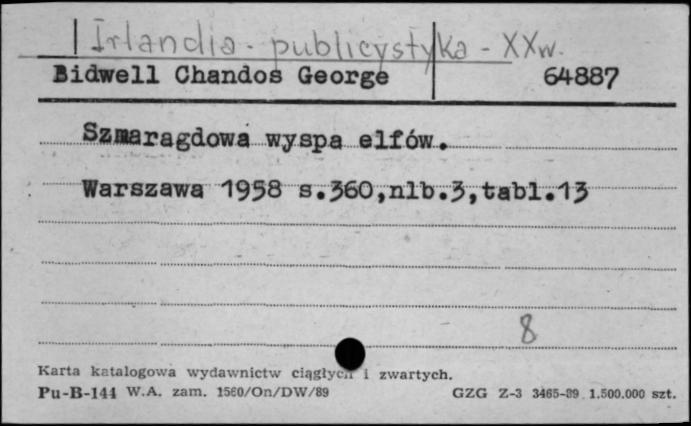 Irlandia - publicystyka - XXw.
Bidwell Chandos George 64887
Szmaragdowa wyspa elfów.
Warszawa 1958 s.360,nlb.3,tabl.13
8
Karta katalogowa wydawnictw ciągłych i zwartych.
Pu-B-144 W.A. zam. 1560/On/DW/89 GZG Z-3 3465-89 1.500.000 szt.